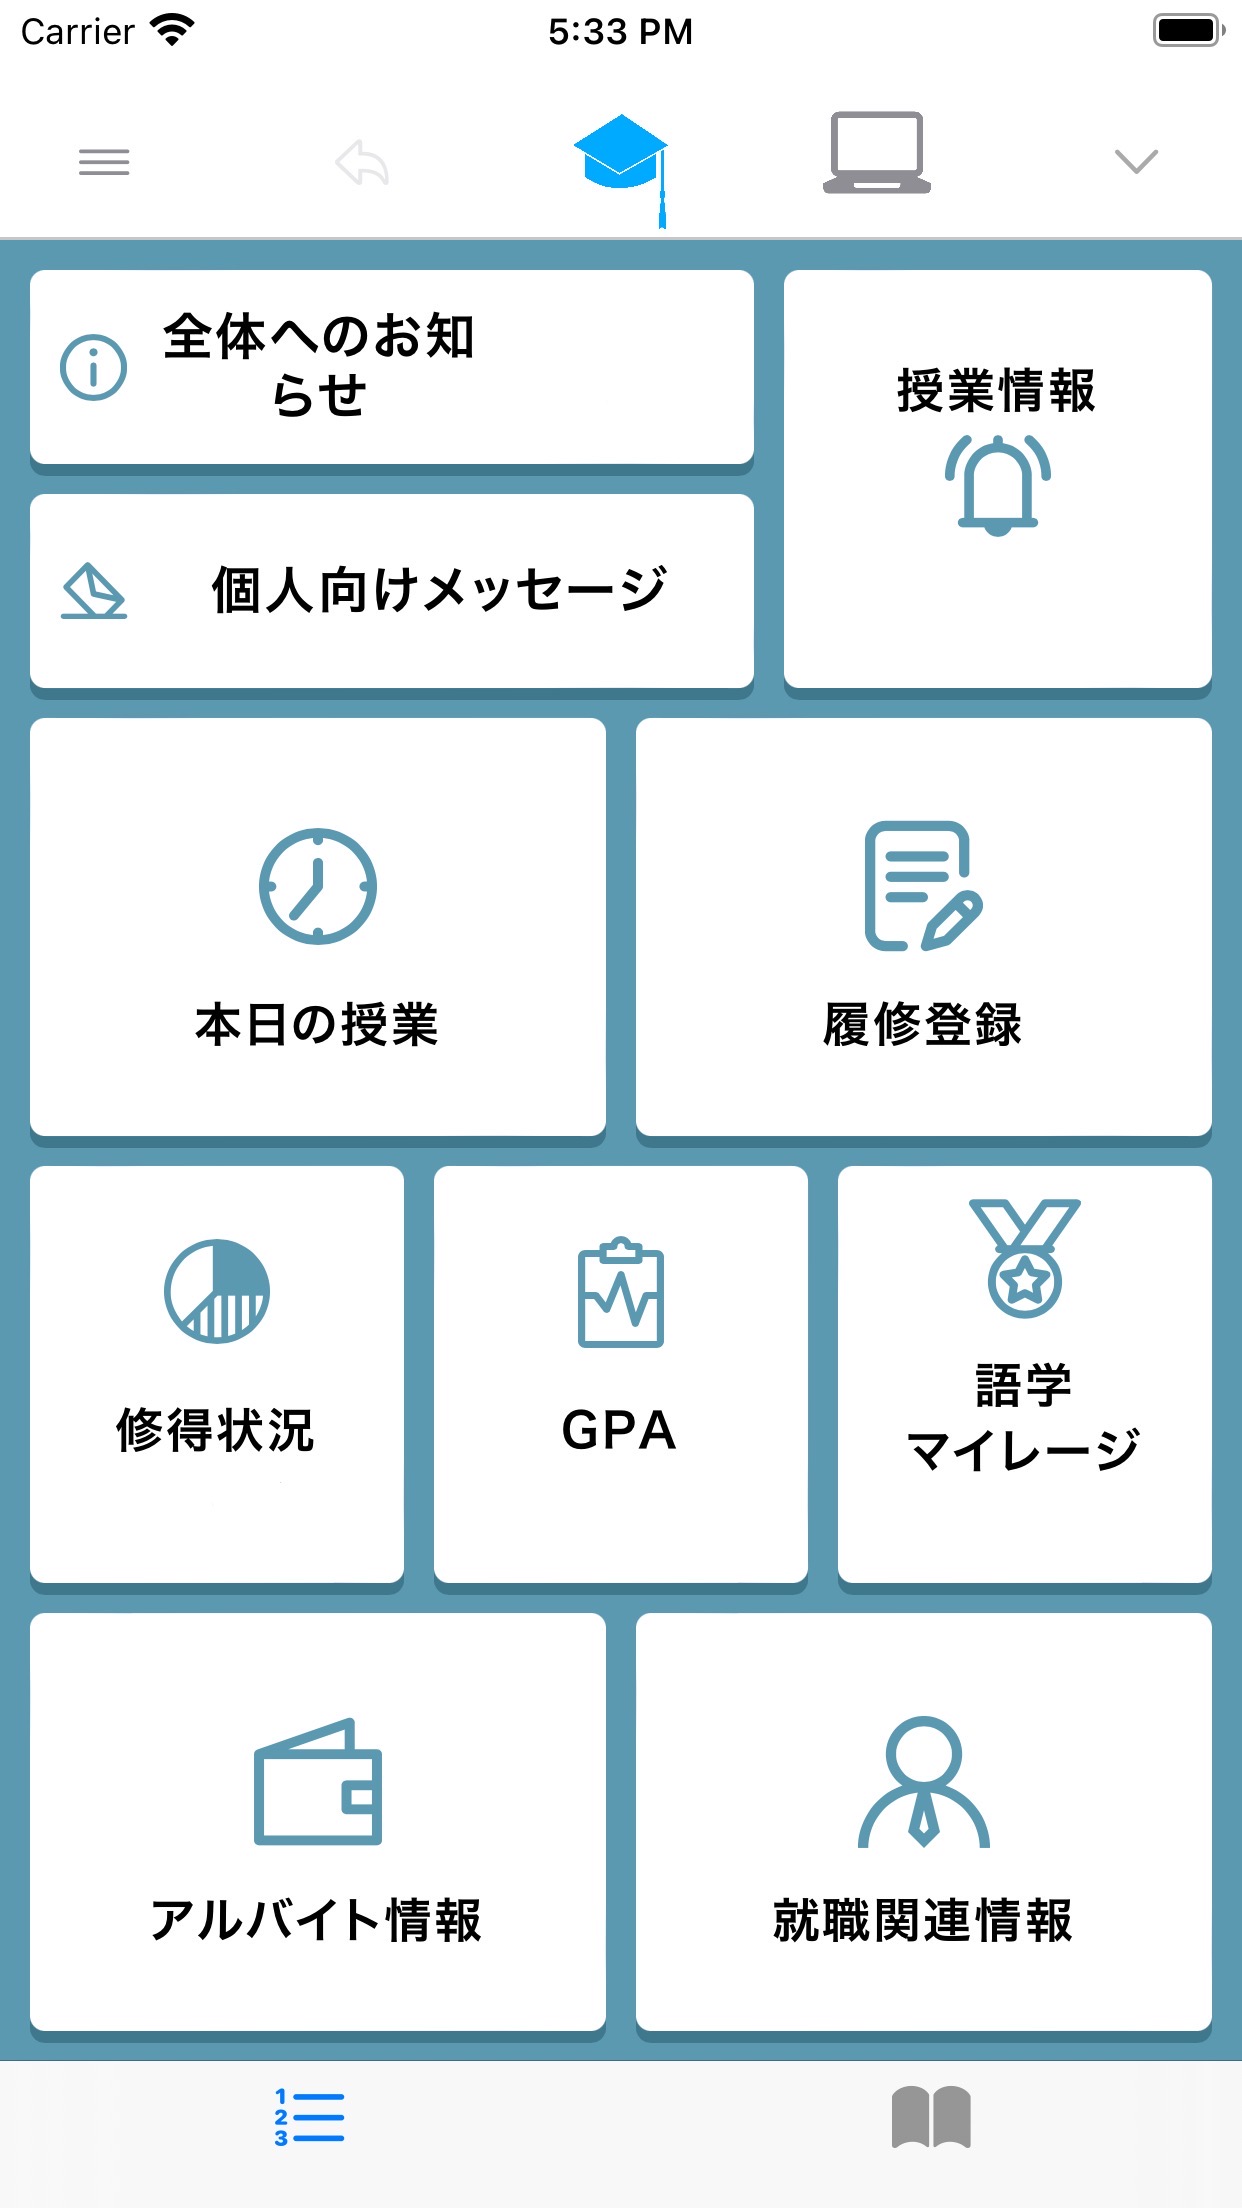 Carrier 5:33 PM
全体へのお知
らせ
授業情報
個人向けメッセージ
本日の授業
履修登録
修得状況
GPA
語学
マイレージ
アルバイト情報
就職関連情報
1
2
3